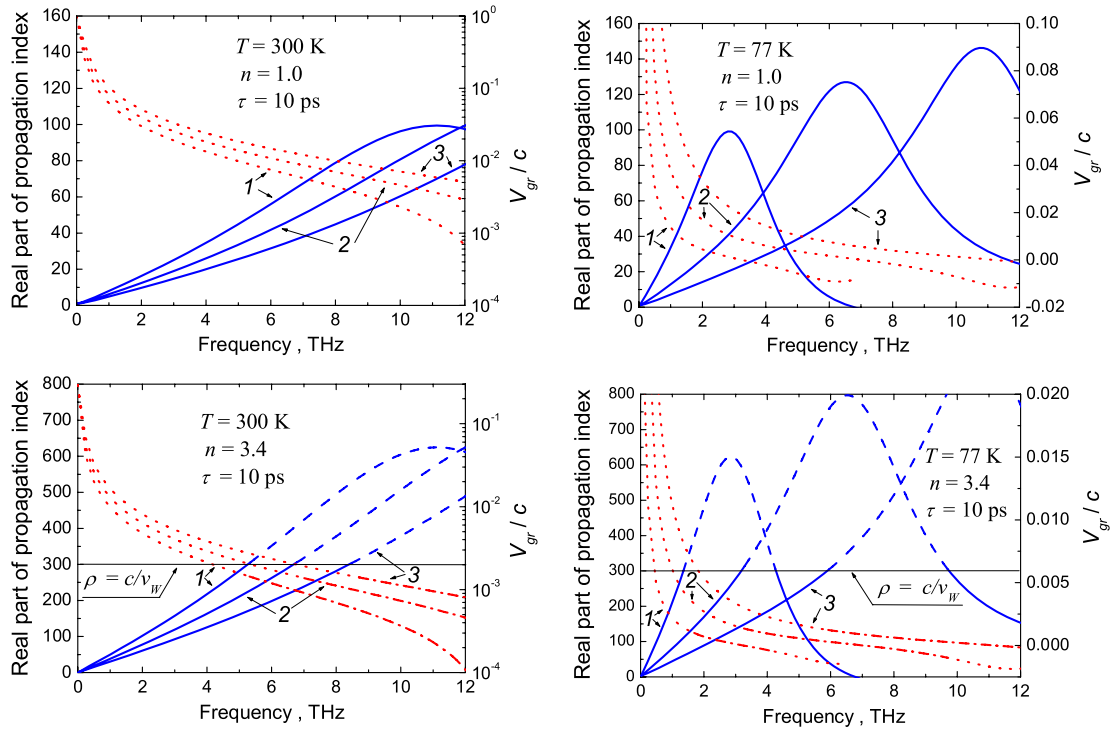 160
140
120
100
80
60
40
20
0
Real part of propagation index
T = 300 K
n = 1.0
τ = 10 ps
1
2
3
10^0
10^-1
10^-2
10^-3
10^-4
V_gr / c
0 2 4 6 8 10 12
Frequency , THz
160
140
120
100
80
60
40
20
0
Real part of propagation index
T = 77 K
n = 1.0
τ = 10 ps
1
2
3
0.10
0.08
0.06
0.04
0.02
0.00
-0.02
V_gr / c
0 2 4 6 8 10 12
Frequency , THz
800
700
600
500
400
300
200
100
0
Real part of propagation index
T = 300 K
n = 3.4
τ = 10 ps
ρ = c/v_W
1
2
3
10^-1
10^-2
10^-3
10^-4
V_gr / c
0 2 4 6 8 10 12
Frequency , THz
800
700
600
500
400
300
200
100
0
Real part of propagation index
T = 77 K
n = 3.4
τ = 10 ps
ρ = c/v_W
1
2
3
0.020
0.015
0.010
0.005
0.000
V_gr / c
0 2 4 6 8 10 12
Frequency , THz